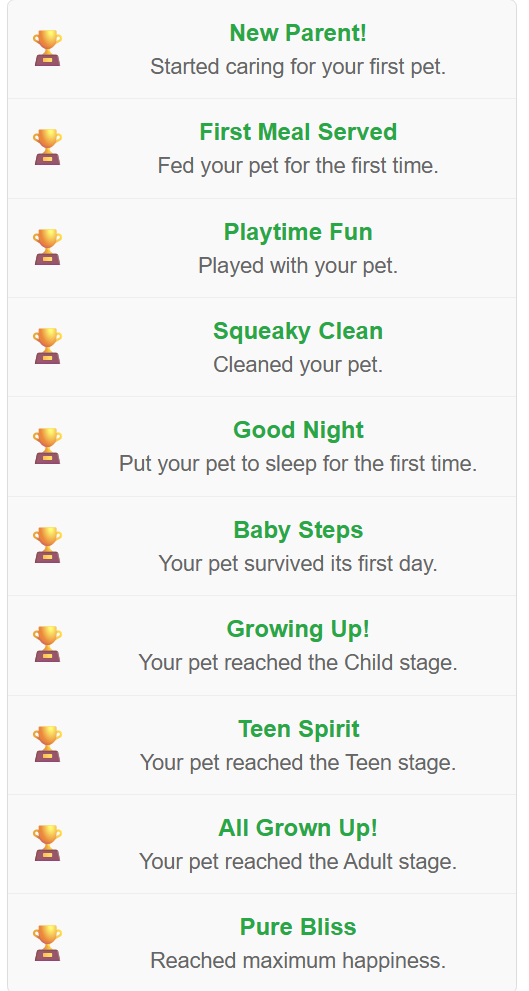 New Parent!
Started caring for your first pet.
First Meal Served
Fed your pet for the first time.
Playtime Fun
Played with your pet.
Squeaky Clean
Cleaned your pet.
Good Night
Put your pet to sleep for the first time.
Baby Steps
Your pet survived its first day.
Growing Up!
Your pet reached the Child stage.
Teen Spirit
Your pet reached the Teen stage.
All Grown Up!
Your pet reached the Adult stage.
Pure Bliss
Reached maximum happiness.